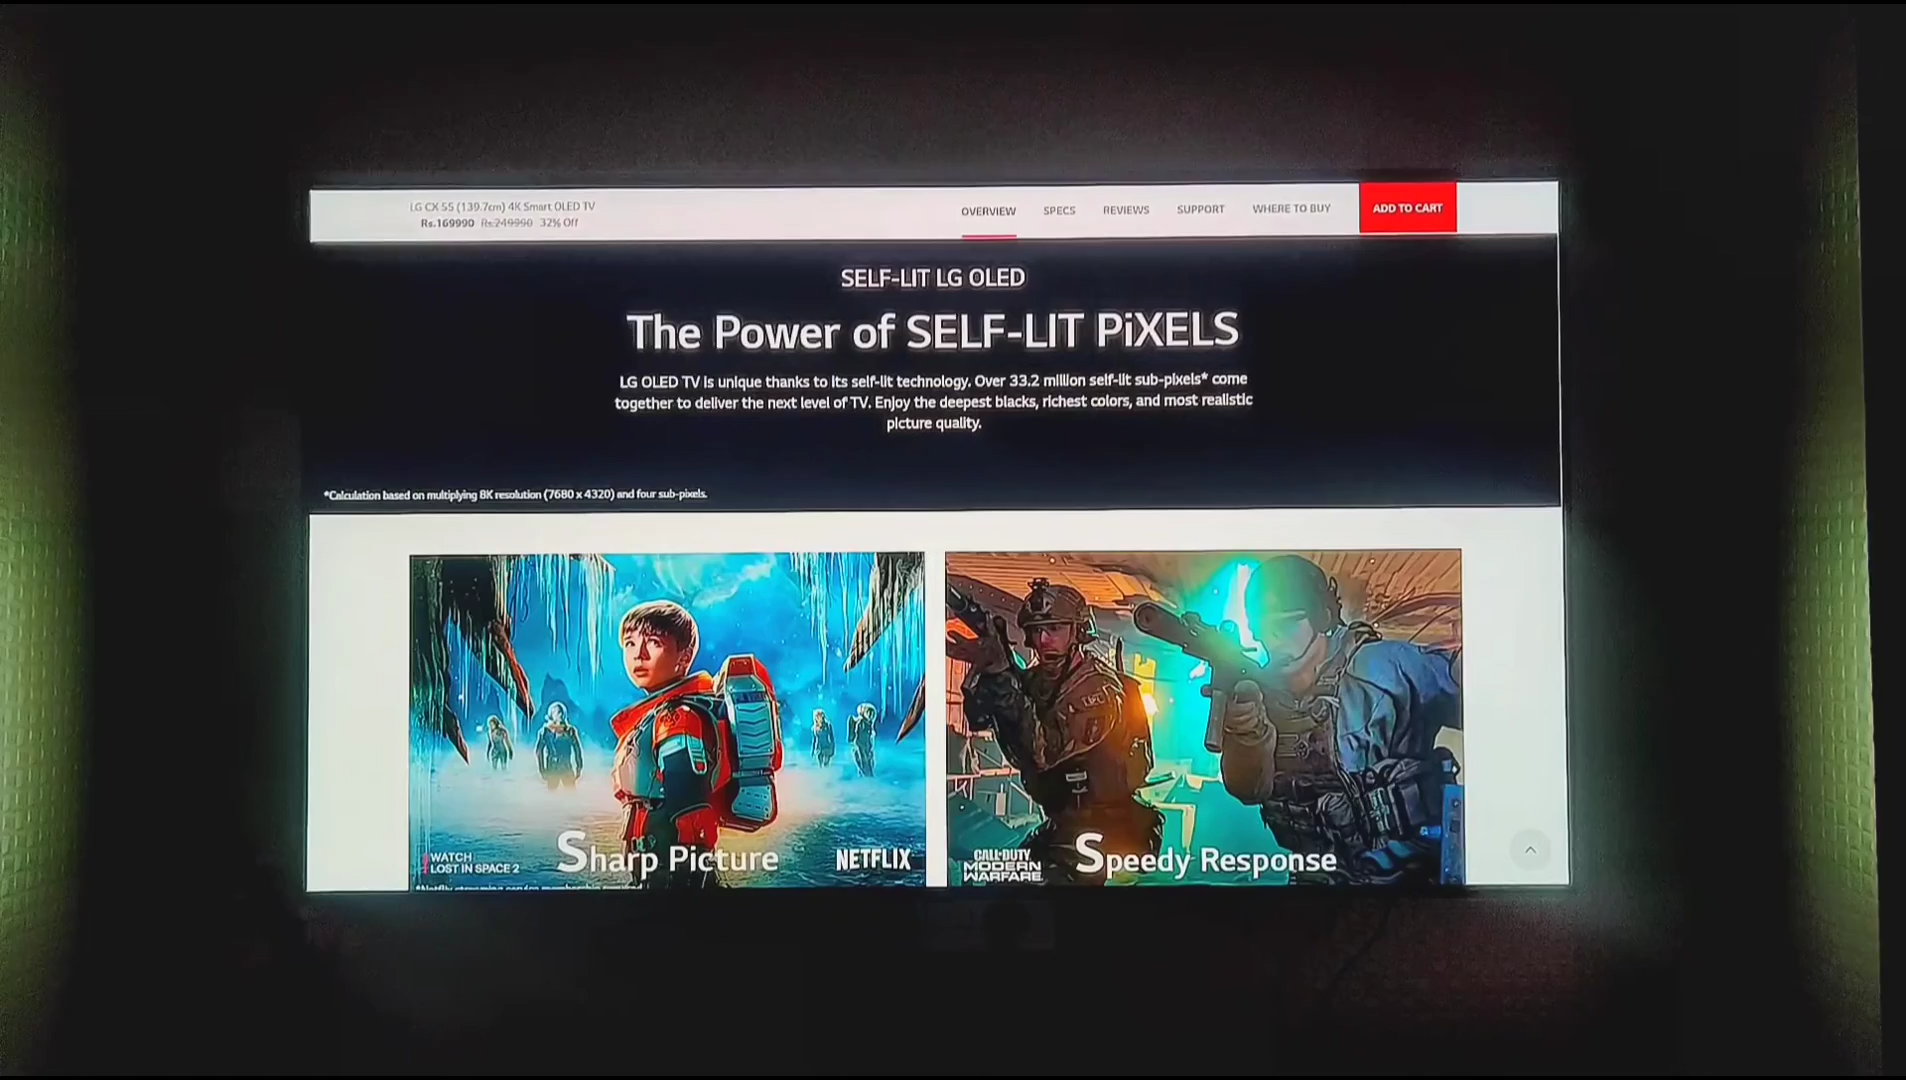 LG CX 55 (139.7cm) 4K Smart OLED TV
Rs.169990 Rs.249990 32% Off
OVERVIEW SPECS REVIEWS SUPPORT WHERE TO BUY ADD TO CART
SELF-LIT LG OLED
The Power of SELF-LIT PiXELS
LG OLED TV is unique thanks to its self-lit technology. Over 33.2 million self-lit sub-pixels* come
together to deliver the next level of TV. Enjoy the deepest blacks, richest colors, and most realistic
picture quality.
*Calculation based on multiplying 8K resolution (7680 x 4320) and four sub-pixels.
WATCH
LOST IN SPACE 2
Sharp Picture
NETFLIX
CALL·DUTY
MODERN
WARFARE
Speedy Response